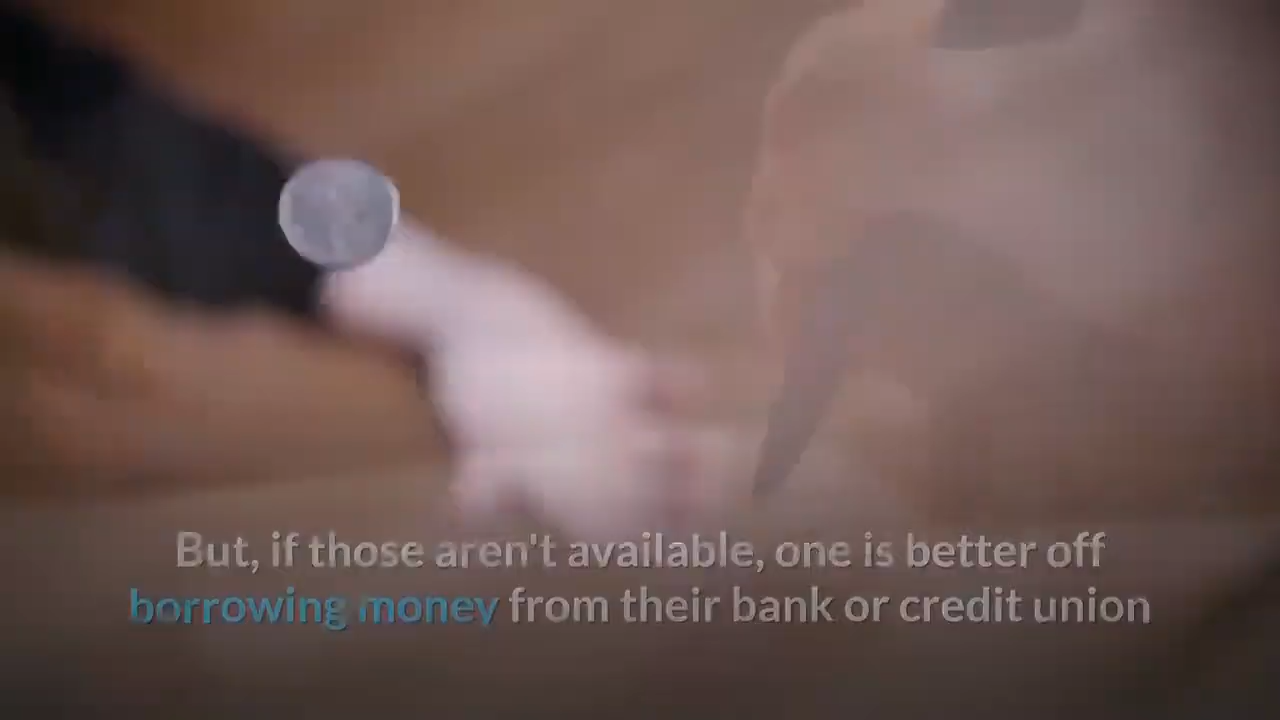 But, if those aren't available, one is better off
borrowing money from their bank or credit union